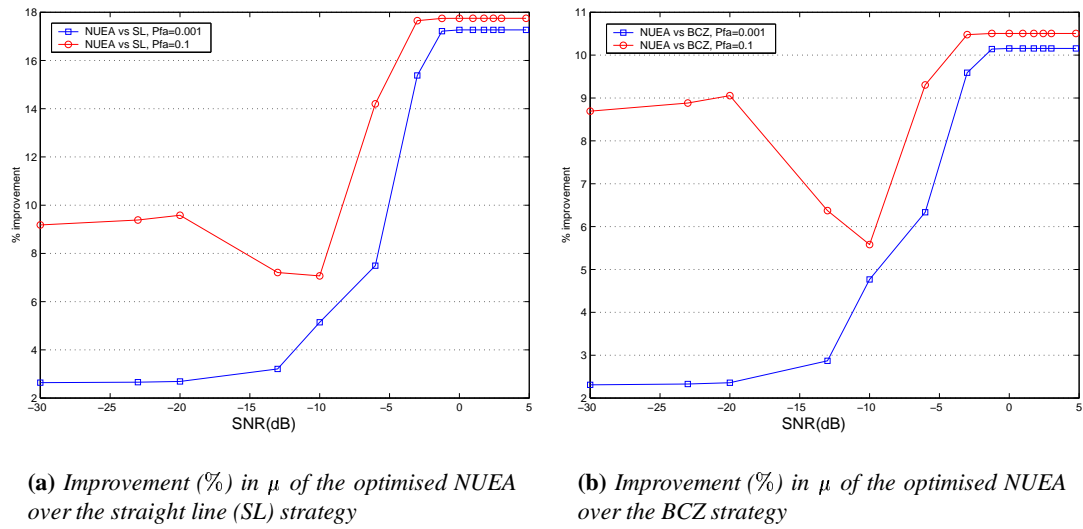 18
16
14
12
10
8
6
4
2
% improvement
NUEA vs SL, Pfa=0.001
NUEA vs SL, Pfa=0.1
−30 −25 −20 −15 −10 −5 0 5
SNR(dB)
11
10
9
8
7
6
5
4
3
2
% improvement
NUEA vs BCZ, Pfa=0.001
NUEA vs BCZ, Pfa=0.1
−30 −25 −20 −15 −10 −5 0 5
SNR(dB)
(a) Improvement (%) in μ of the optimised NUEA
over the straight line (SL) strategy
(b) Improvement (%) in μ of the optimised NUEA
over the BCZ strategy